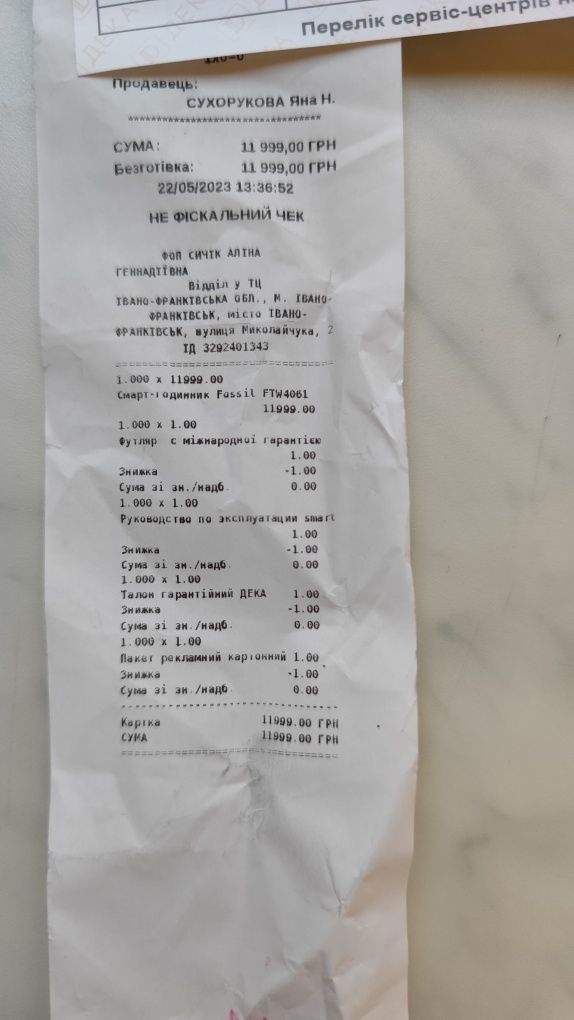 Перелік сервіс-центрів
Продавець:
СУХОРУКОВА Яна Н.
**********************************
СУМА: 11 999,00 ГРН
Безготівка: 11 999,00 ГРН
22/05/2023 13:36:52
НЕ ФІСКАЛЬНИЙ ЧЕК
ФОП СИЧІК АЛІНА
ГЕННАДІЇВНА
Відділ у ТЦ
ІВАНО-ФРАНКІВСЬКА ОБЛ., М. ІВАНО-
ФРАНКІВСЬК, місто ІВАНО-
ФРАНКІВСЬК, вулиця Миколайчука, 2
ІД 3292401343
1.000 x 11999.00
Смарт-годинник Fossil FTW4061
11999.00
1.000 x 1.00
Футляр с міжнародної гарантією
1.00
Знижка -1.00
Сума зі зн./надб. 0.00
1.000 x 1.00
Руководство по эксплуатации smart
1.00
Знижка -1.00
Сума зі зн./надб. 0.00
1.000 x 1.00
Талон гарантійний ДЕКА 1.00
Знижка -1.00
Сума зі зн./надб. 0.00
1.000 x 1.00
Пакет рекламний картонний 1.00
Знижка -1.00
Сума зі зн./надб. 0.00
Картка 11999.00 ГРН
СУМА 11999.00 ГРН